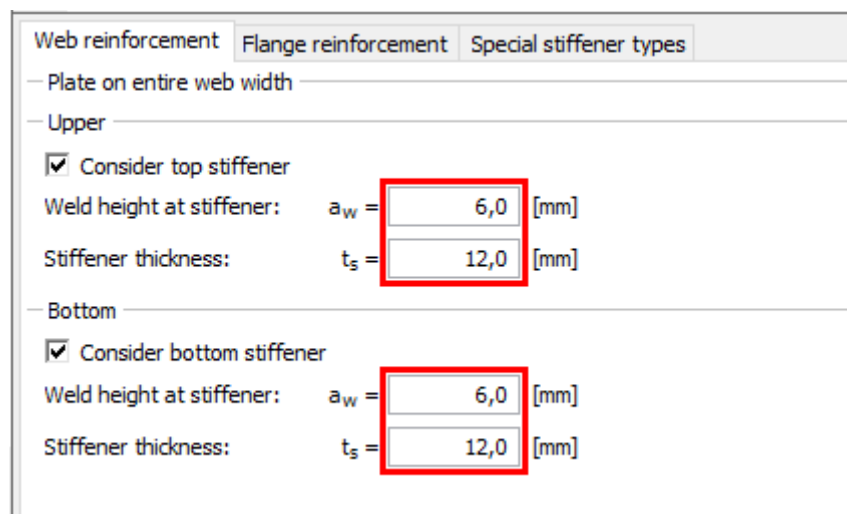 Web reinforcement Flange reinforcement Special stiffener types
Plate on entire web width
Upper
Consider top stiffener
Weld height at stiffener: aw = 6,0 [mm]
Stiffener thickness: ts = 12,0 [mm]
Bottom
Consider bottom stiffener
Weld height at stiffener: aw = 6,0 [mm]
Stiffener thickness: ts = 12,0 [mm]